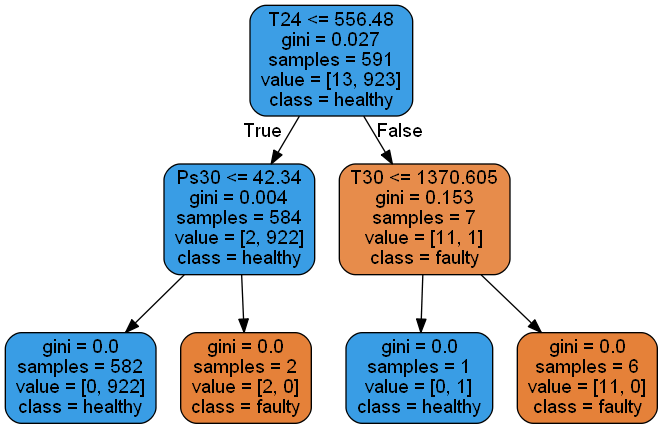 T24 <= 556.48
gini = 0.027
samples = 591
value = [13, 923]
class = healthy
True
False
Ps30 <= 42.34
gini = 0.004
samples = 584
value = [2, 922]
class = healthy
T30 <= 1370.605
gini = 0.153
samples = 7
value = [11, 1]
class = faulty
gini = 0.0
samples = 582
value = [0, 922]
class = healthy
gini = 0.0
samples = 2
value = [2, 0]
class = faulty
gini = 0.0
samples = 1
value = [0, 1]
class = healthy
gini = 0.0
samples = 6
value = [11, 0]
class = faulty